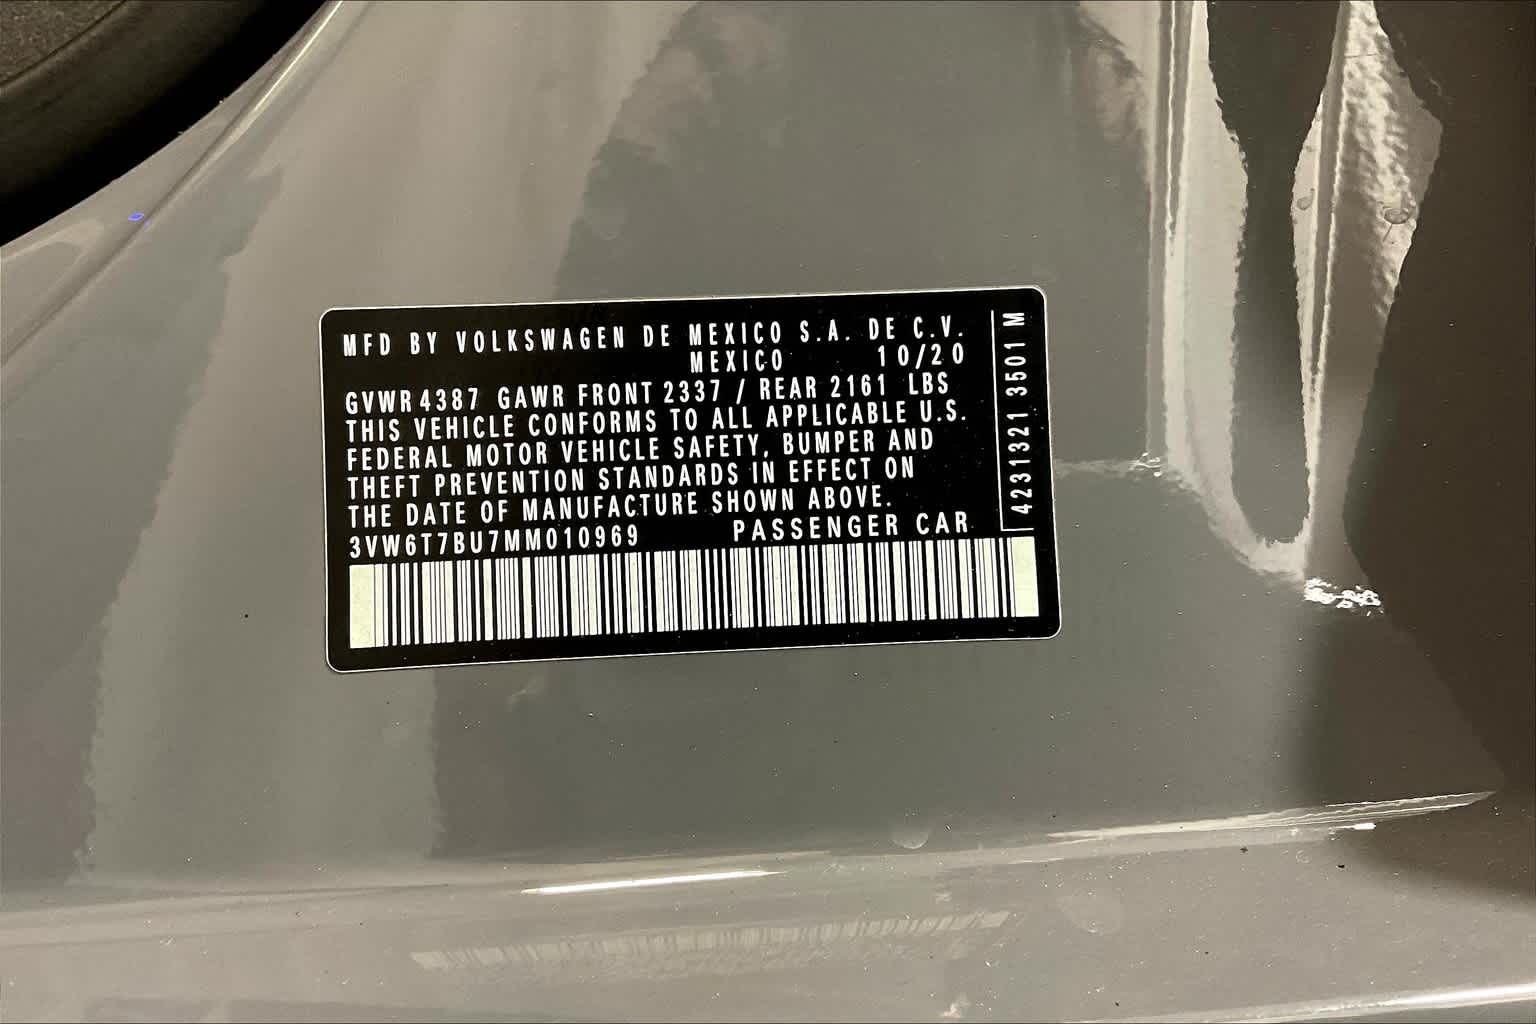 MFD BY VOLKSWAGEN DE MEXICO S.A. DE C.V.
MEXICO 10/20
GVWR 4387 GAWR FRONT 2337 / REAR 2161 LBS
THIS VEHICLE CONFORMS TO ALL APPLICABLE U.S.
FEDERAL MOTOR VEHICLE SAFETY, BUMPER AND
THEFT PREVENTION STANDARDS IN EFFECT ON
THE DATE OF MANUFACTURE SHOWN ABOVE.
3VW6T7BU7MM010969 PASSENGER CAR
4231321 3501 M